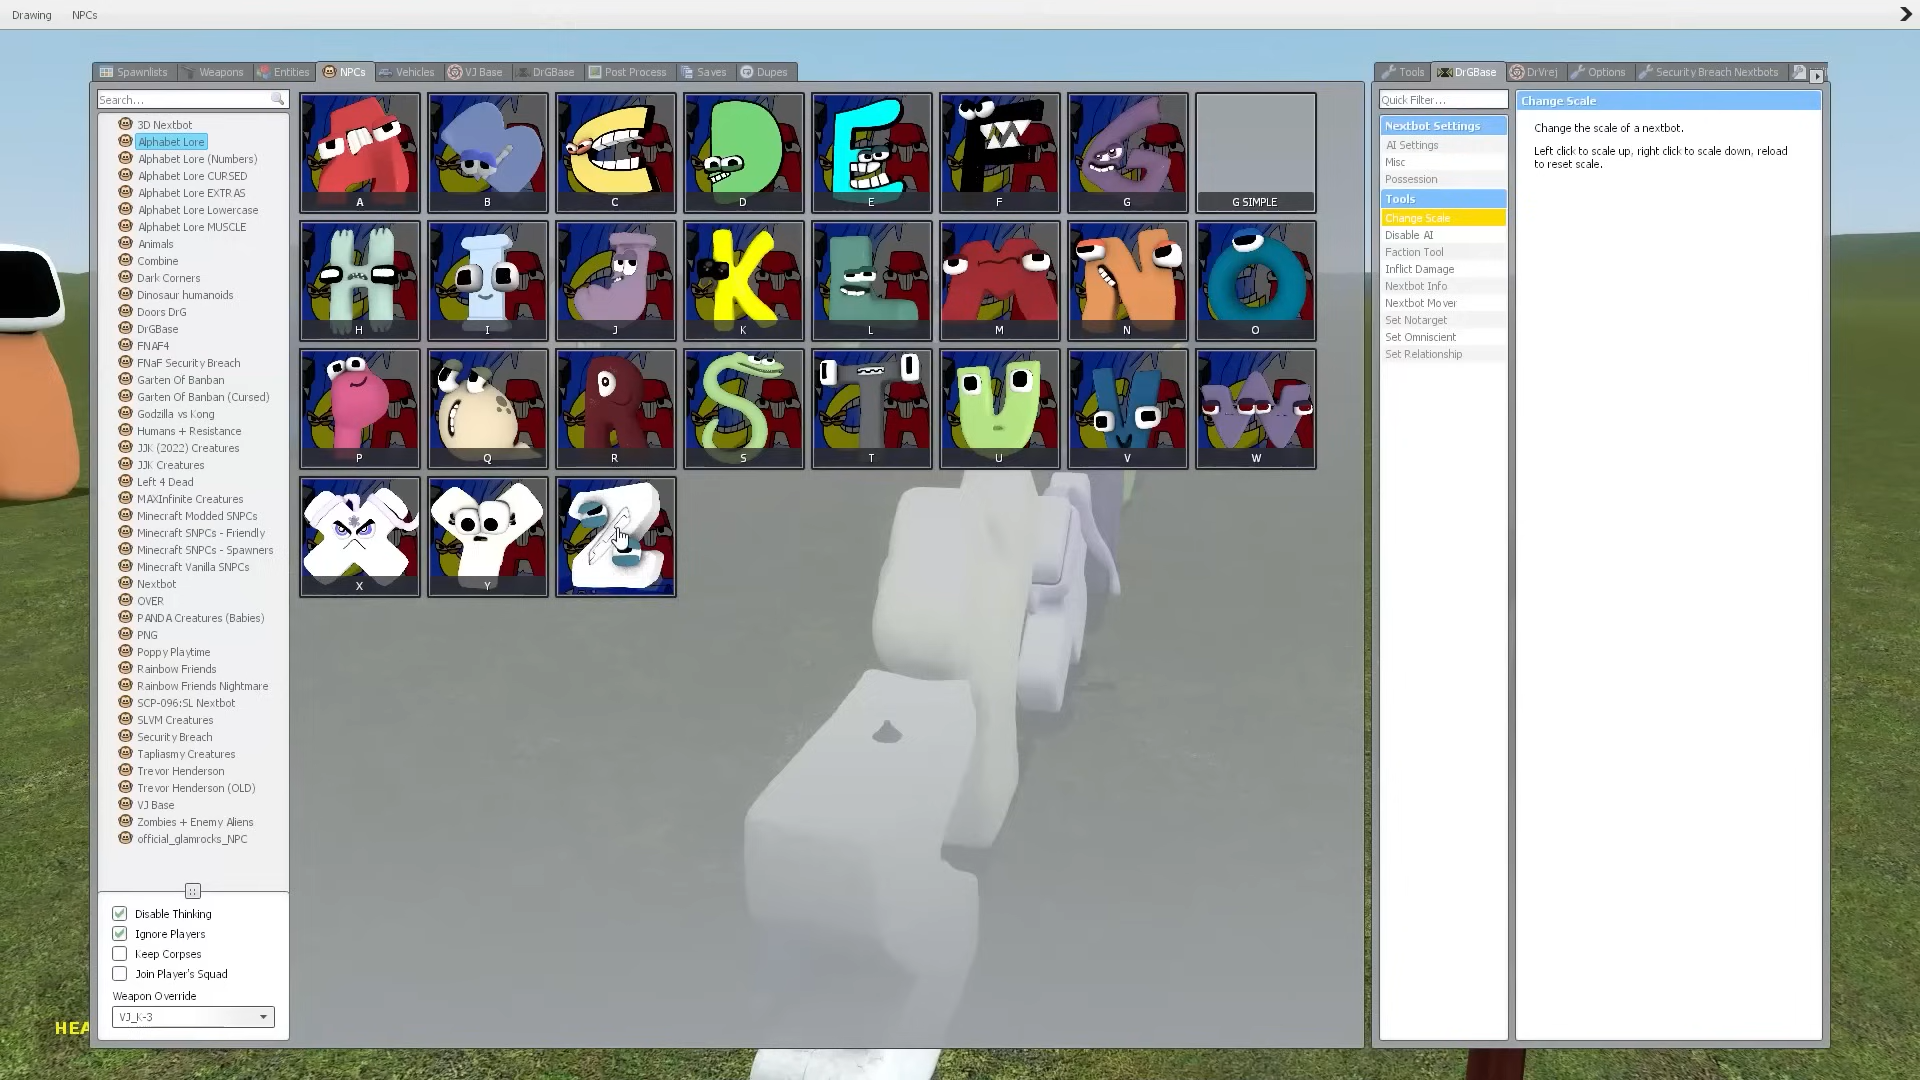 Drawing NPCs
Spawnlists Weapons Entities NPCs Vehicles VJ Base DrGBase Post Process Saves Dupes
Search...
3D Nextbot
Alphabet Lore
Alphabet Lore (Numbers)
Alphabet Lore CURSED
Alphabet Lore EXTRAS
Alphabet Lore Lowercase
Alphabet Lore MUSCLE
Animals
Combine
Dark Corners
Dinosaur humanoids
Doors DrG
DrGBase
FNAF4
FNaF Security Breach
Garten Of Banban
Garten Of Banban (Cursed)
Godzilla vs Kong
Humans + Resistance
JJK (2022) Creatures
JJK Creatures
Left 4 Dead
MAXInfinite Creatures
Minecraft Modded SNPCs
Minecraft SNPCs - Friendly
Minecraft SNPCs - Spawners
Minecraft Vanilla SNPCs
Nextbot
OVER
PANDA Creatures (Babies)
PNG
Poppy Playtime
Rainbow Friends
Rainbow Friends Nightmare
SCP-096:SL Nextbot
SLVM Creatures
Security Breach
Tapliasmy Creatures
Trevor Henderson
Trevor Henderson (OLD)
VJ Base
Zombies + Enemy Aliens
official_glamrocks_NPC
Disable Thinking
Ignore Players
Keep Corpses
Join Player's Squad
Weapon Override
VJ_K-3
HEA
A B C D E F G G SIMPLE
H I J K L M N O
P Q R S T U V W
X Y
Tools DrGBase DrVrej Options Security Breach Nextbots
Quick Filter...
Nextbot Settings
AI Settings
Misc
Possession
Tools
Change Scale
Disable AI
Faction Tool
Inflict Damage
Nextbot Info
Nextbot Mover
Set Notarget
Set Omniscient
Set Relationship
Change Scale
Change the scale of a nextbot.
Left click to scale up, right click to scale down, reload
to reset scale.